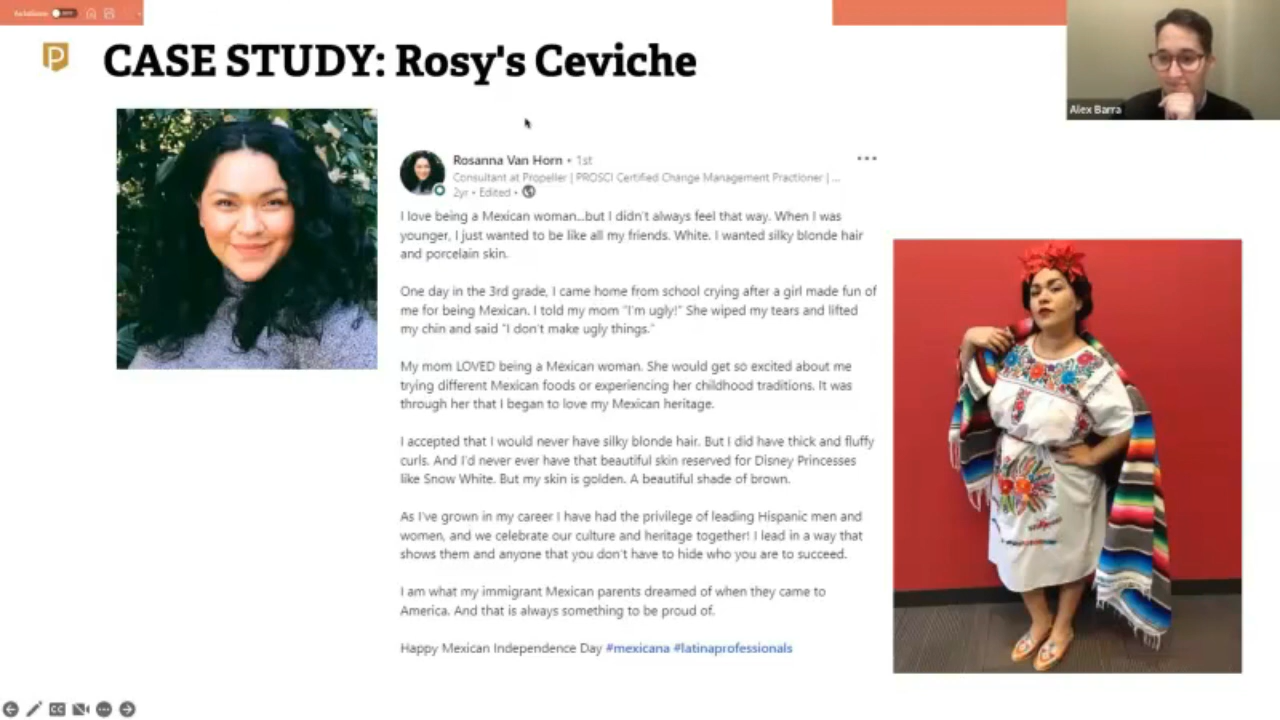 AutoSave OFF
P
CASE STUDY: Rosy's Ceviche
Alex Barra
Rosanna Van Horn • 1st
Consultant at Propeller | PROSCI Certified Change Management Practioner | ...
2yr • Edited •
I love being a Mexican woman...but I didn't always feel that way. When I was
younger, I just wanted to be like all my friends. White. I wanted silky blonde hair
and porcelain skin.
One day in the 3rd grade, I came home from school crying after a girl made fun of
me for being Mexican. I told my mom "I'm ugly!" She wiped my tears and lifted
my chin and said "I don't make ugly things."
My mom LOVED being a Mexican woman. She would get so excited about me
trying different Mexican foods or experiencing her childhood traditions. It was
through her that I began to love my Mexican heritage.
I accepted that I would never have silky blonde hair. But I did have thick and fluffy
curls. And I'd never ever have that beautiful skin reserved for Disney Princesses
like Snow White. But my skin is golden. A beautiful shade of brown.
As I've grown in my career I have had the privilege of leading Hispanic men and
women, and we celebrate our culture and heritage together! I lead in a way that
shows them and anyone that you don't have to hide who you are to succeed.
I am what my immigrant Mexican parents dreamed of when they came to
America. And that is always something to be proud of.
Happy Mexican Independence Day #mexicana #latinaprofessionals
CC